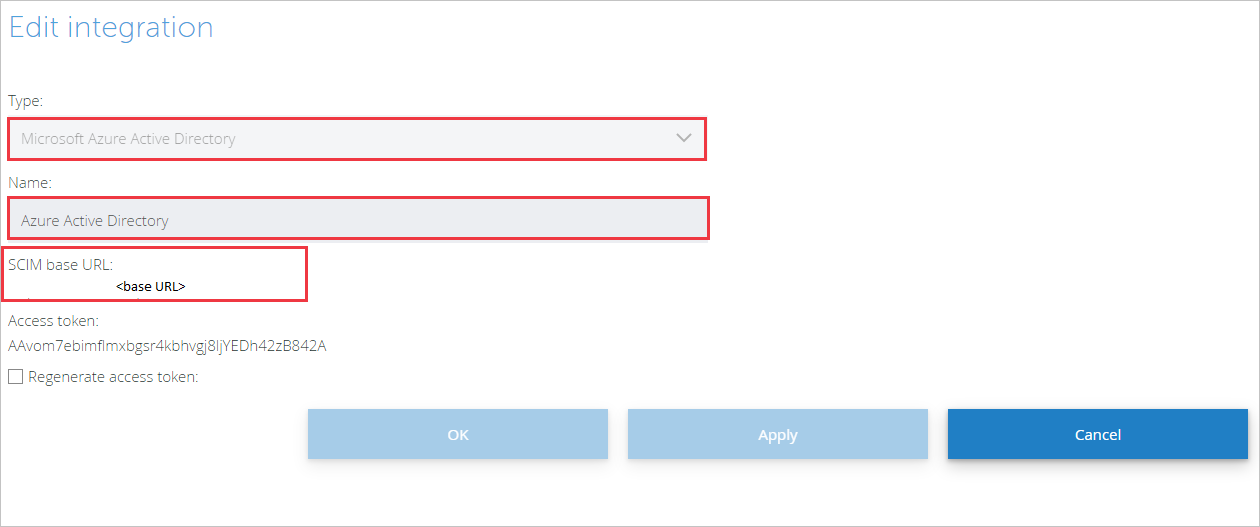 Edit integration
Type:
Microsoft Azure Active Directory
Name:
Azure Active Directory
SCIM base URL:
<base URL>
Access token:
AAvom7ebimflmxbgsr4kbhvgj8ljYEDh42zB842A
Regenerate access token:
OK
Apply
Cancel